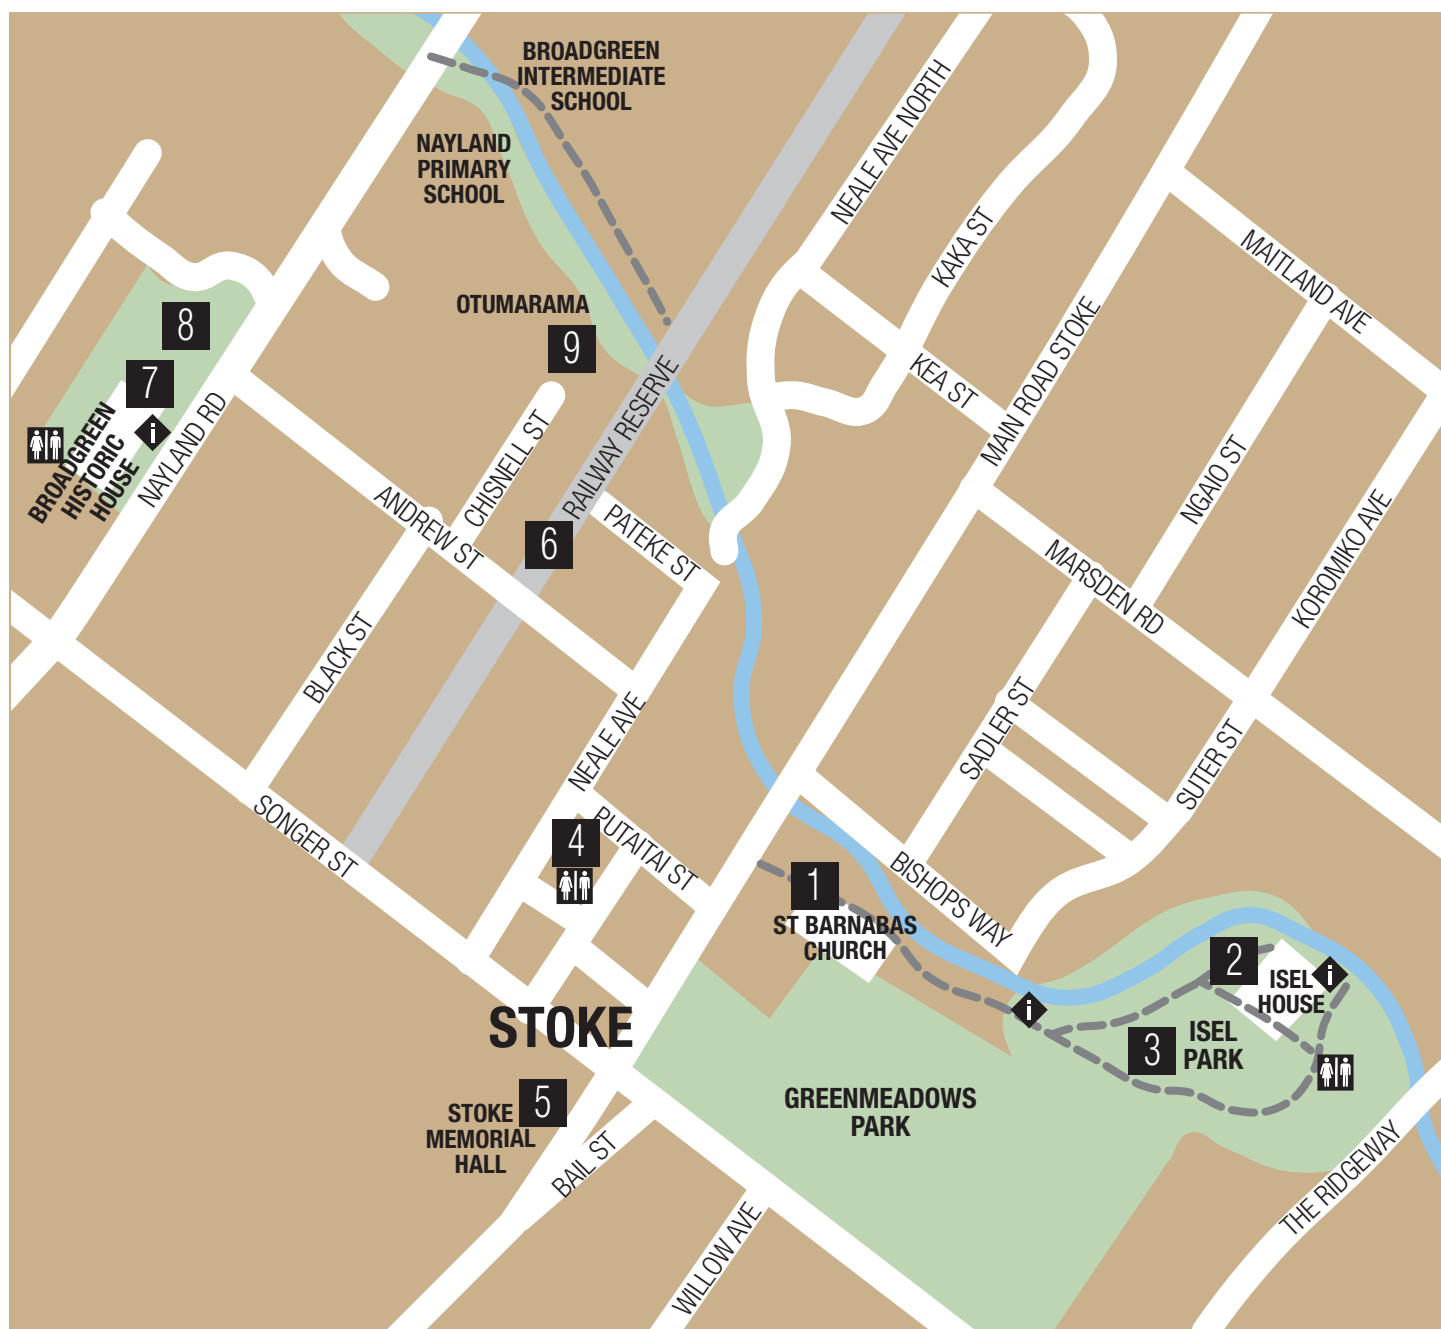 BROADGREEN
INTERMEDIATE
SCHOOL
NAYLAND
PRIMARY
SCHOOL
NEALE AVE NORTH
KAKA ST
MAITLAND AVE
OTUMARAMA
8
9
7
KEA ST
MAIN ROAD STOKE
RAILWAY RESERVE
BROADGREEN
HISTORIC
HOUSE
i
NAYLAND RD
CHISNELL ST
ANDREW ST
NGAIO ST
KOROMIKO AVE
6
PATEKE ST
MARSDEN RD
BLACK ST
NEALE AVE
SADLER ST
SUTER ST
SONGER ST
4
PUTAITAI ST
1
BISHOPS WAY
ST BARNABAS
CHURCH
2
i
ISEL
HOUSE
i
STOKE
3
ISEL
PARK
5
STOKE
MEMORIAL
HALL
GREENMEADOWS
PARK
BAIL ST
THE RIDGEWAY
WILLOW AVE